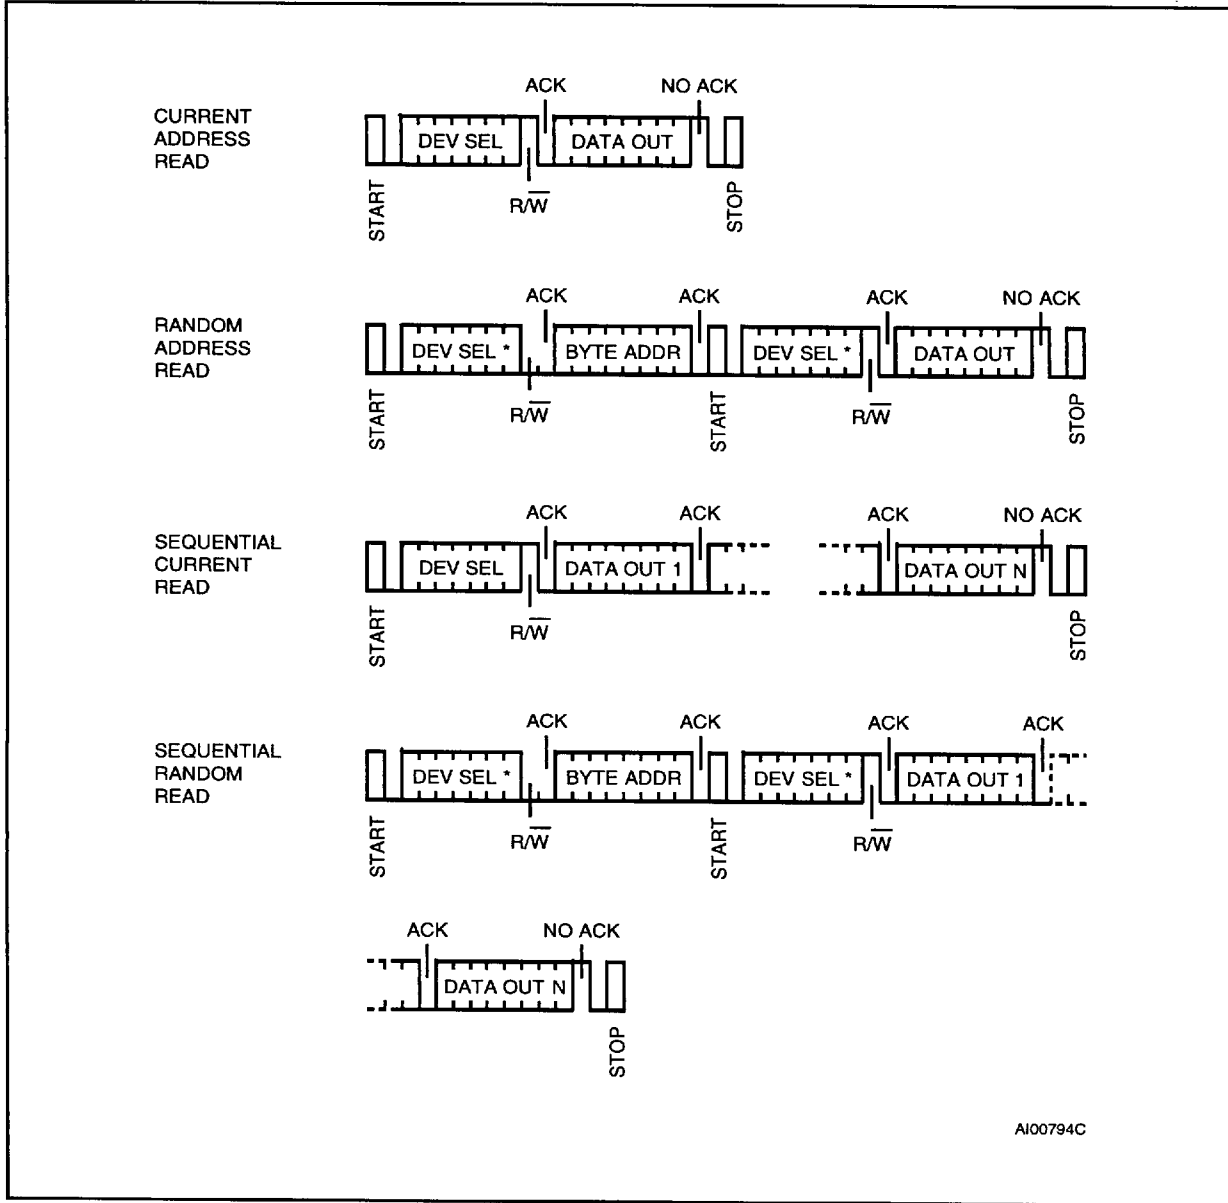 ACK NO ACK
CURRENT
ADDRESS
READ
DEV SEL DATA OUT
R/W̅
START STOP
ACK ACK ACK NO ACK
RANDOM
ADDRESS
READ
DEV SEL * BYTE ADDR DEV SEL * DATA OUT
R/W̅ R/W̅
START START STOP
ACK ACK ACK NO ACK
SEQUENTIAL
CURRENT
READ
DEV SEL DATA OUT 1 DATA OUT N
R/W̅
START STOP
ACK ACK ACK ACK
SEQUENTIAL
RANDOM
READ
DEV SEL * BYTE ADDR DEV SEL * DATA OUT 1
R/W̅ R/W̅
START START
ACK NO ACK
DATA OUT N
STOP
AI00794C